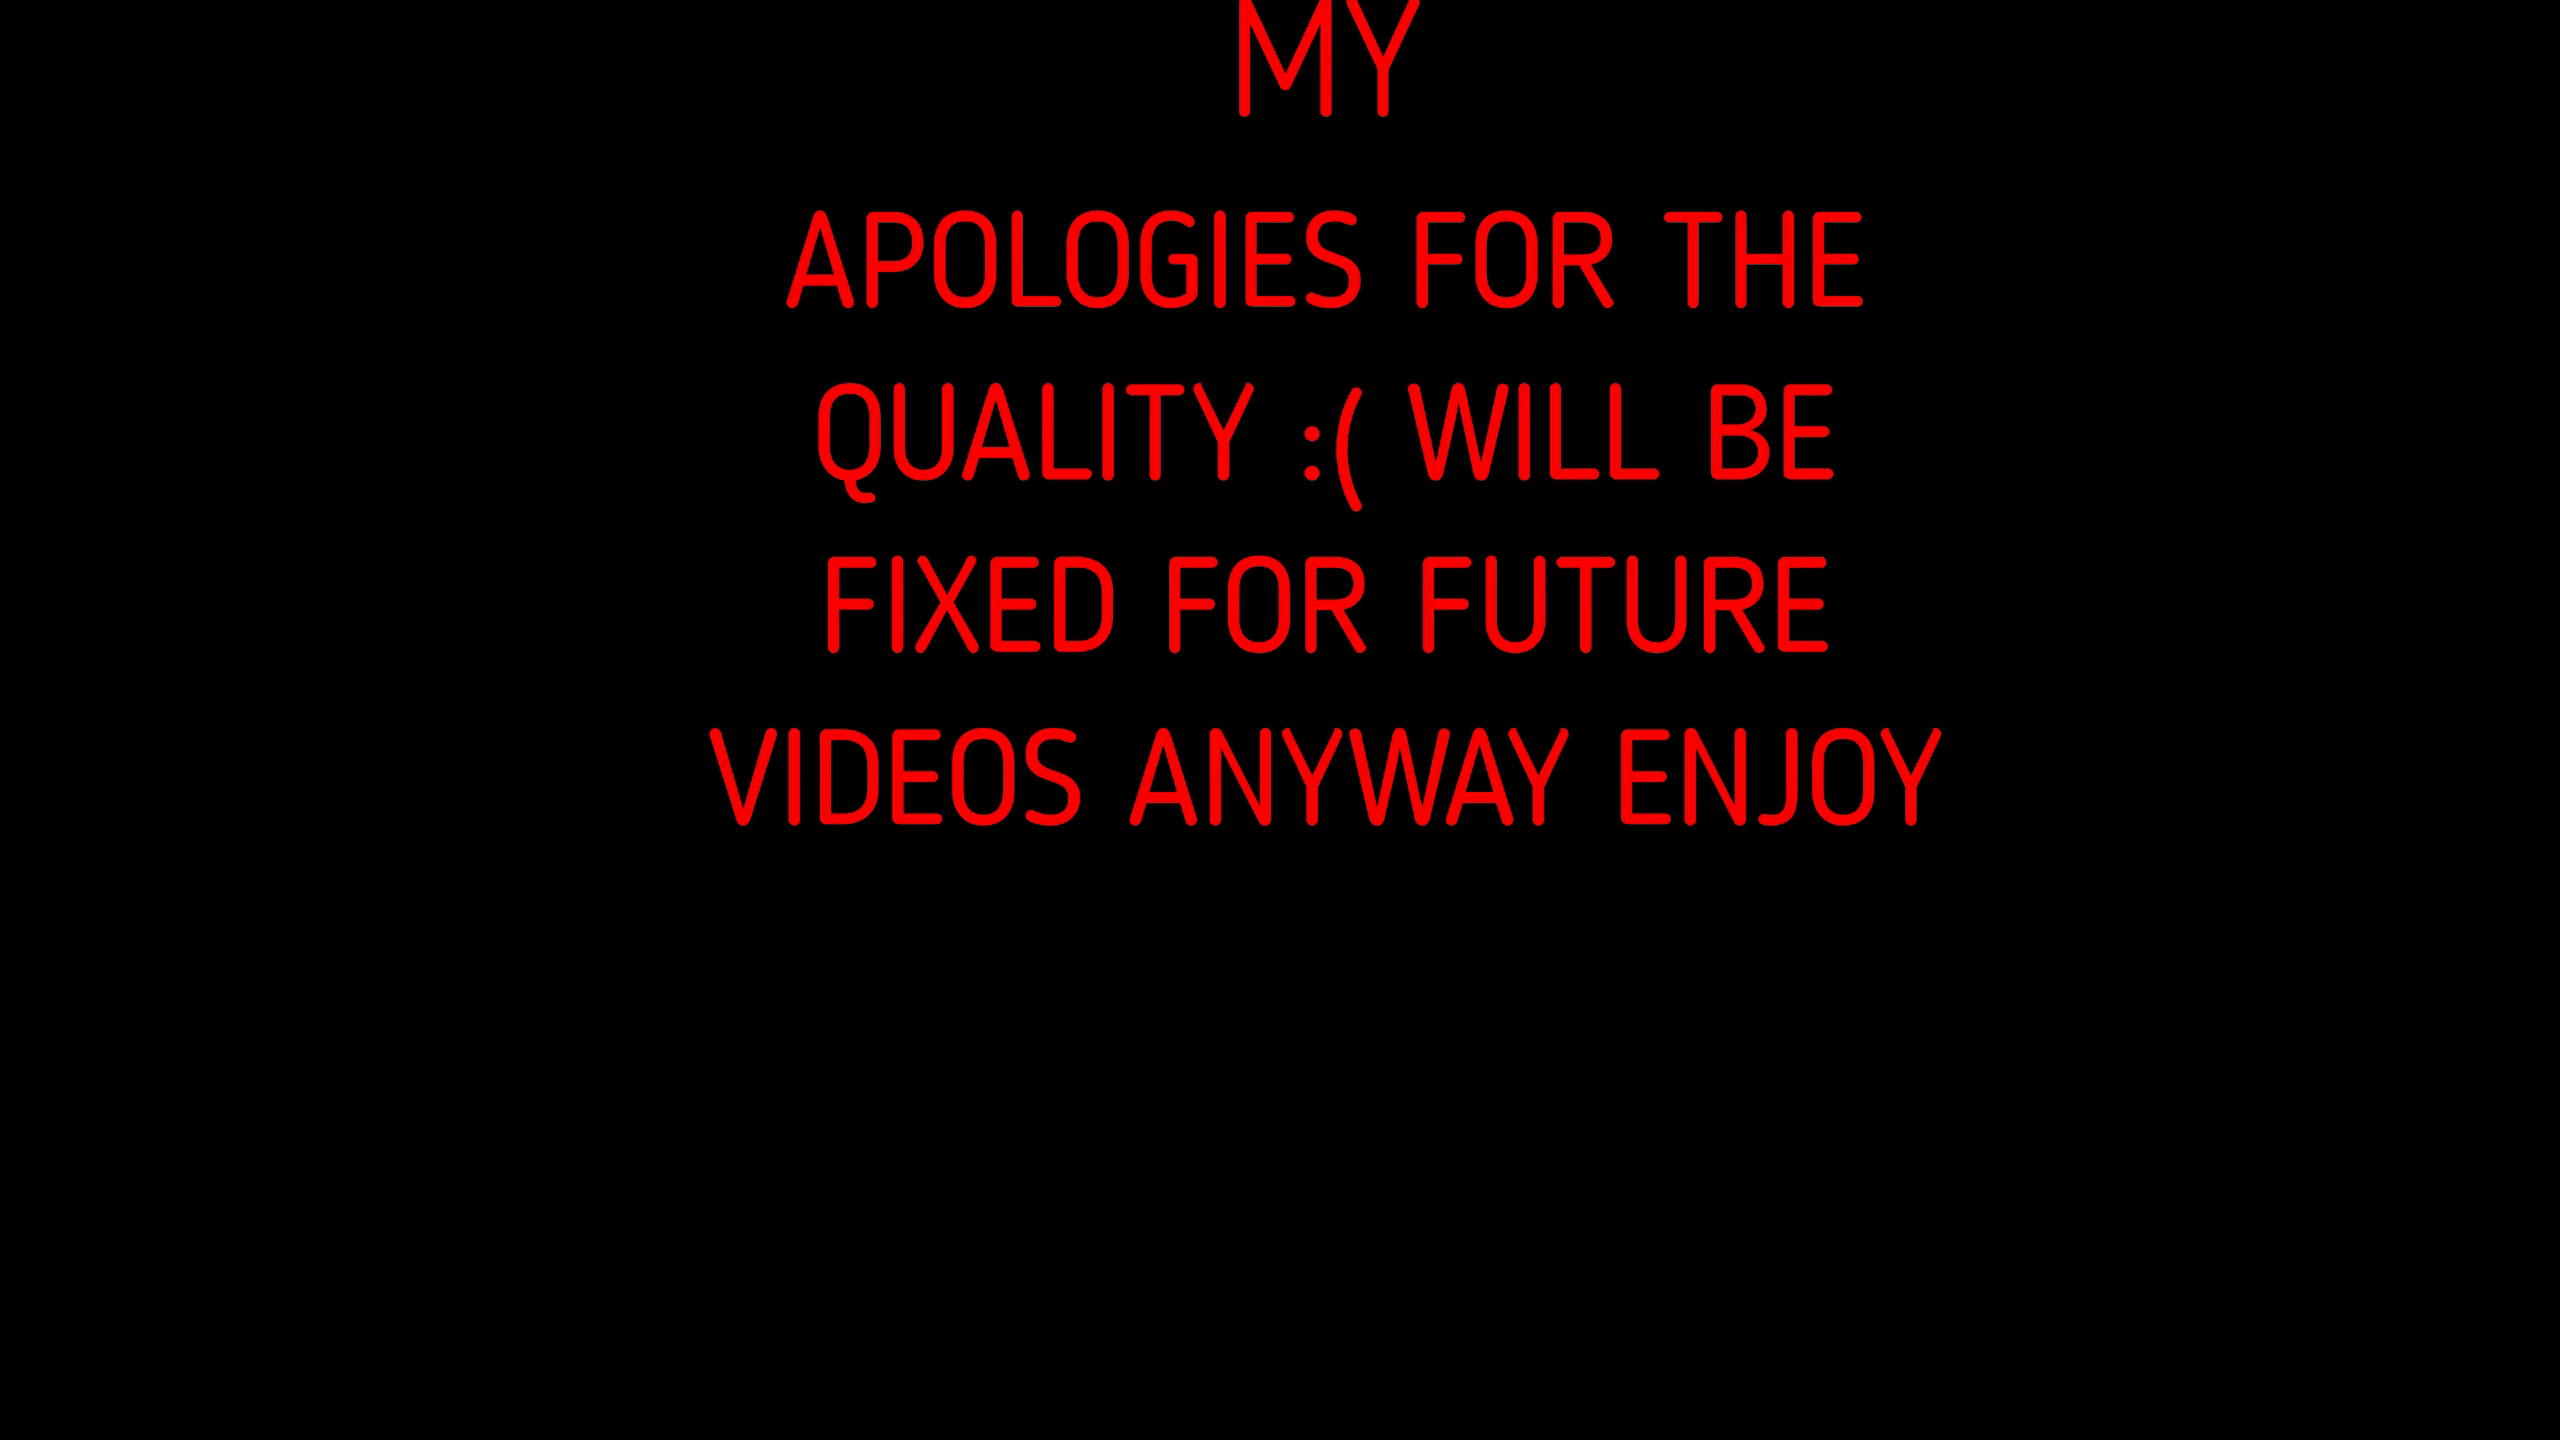 MY
APOLOGIES FOR THE
QUALITY :( WILL BE
FIXED FOR FUTURE
VIDEOS ANYWAY ENJOY